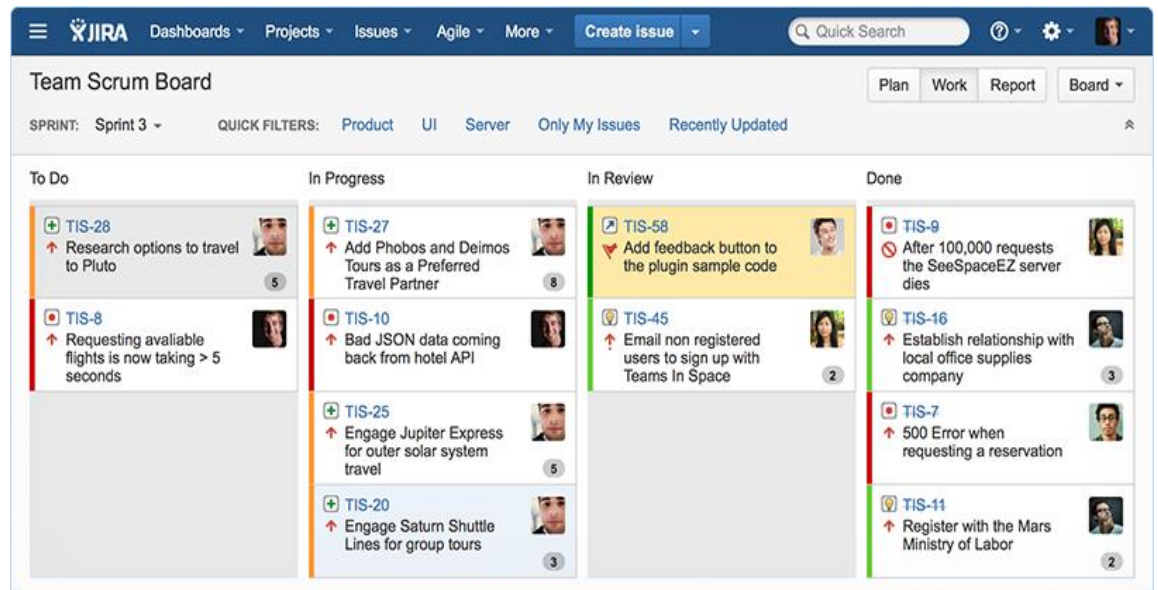 JIRA Dashboards Projects Issues Agile More Create issue Quick Search
Team Scrum Board
Plan Work Report Board
SPRINT: Sprint 3 QUICK FILTERS: Product UI Server Only My Issues Recently Updated
To Do
TIS-28
Research options to travel
to Pluto
5
TIS-8
Requesting avaliable
flights is now taking > 5
seconds
In Progress
TIS-27
Add Phobos and Deimos
Tours as a Preferred
Travel Partner
8
TIS-10
Bad JSON data coming
back from hotel API
TIS-25
Engage Jupiter Express
for outer solar system
travel
5
TIS-20
Engage Saturn Shuttle
Lines for group tours
3
In Review
TIS-58
Add feedback button to
the plugin sample code
TIS-45
Email non registered
users to sign up with
Teams In Space
2
Done
TIS-9
After 100,000 requests
the SeeSpaceEZ server
dies
TIS-16
Establish relationship with
local office supplies
company
3
TIS-7
500 Error when
requesting a reservation
TIS-11
Register with the Mars
Ministry of Labor
2